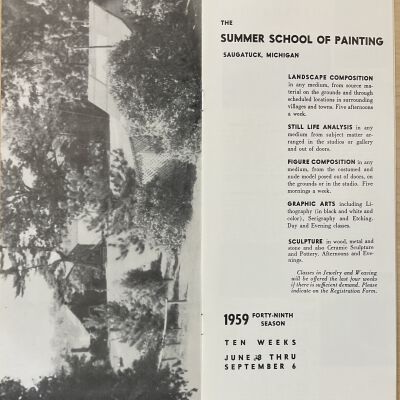 THE
SUMMER SCHOOL OF PAINTING
SAUGATUCK, MICHIGAN
LANDSCAPE COMPOSITION
in any medium, from source ma-
terial on the grounds and through
scheduled locations in surrounding
villages and towns. Five afternoons
a week.
STILL LIFE ANALYSIS in any
medium from subject matter ar-
ranged in the studios or gallery
and out of doors.
FIGURE COMPOSITION in any
medium, from the costumed and
nude model posed out of doors, on
the grounds or in the studio. Five
mornings a week.
GRAPHIC ARTS including Li-
thography (in black and white and
color), Serigraphy and Etching.
Day and Evening classes.
SCULPTURE in wood, metal and
stone and also Ceramic Sculpture
and Pottery. Afternoons and Eve-
nings.
Classes in Jewelry and Weaving
will be offered the last four weeks
if there is sufficient demand. Please
indicate on the Registration Form.
1959 FORTY-NINTH
SEASON
TEN WEEKS
JUNE THRU
SEPTEMBER 6